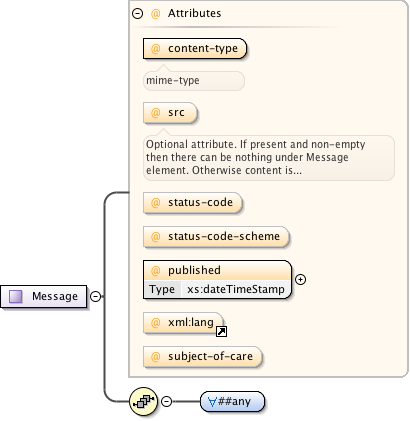 @ Attributes
@ content-type
mime-type
@ src
Optional attribute. If present and non-empty
then there can be nothing under Message
element. Otherwise content is...
@ status-code
@ status-code-scheme
@ published
Type xs:dateTimeStamp
@ xml:lang
@ subject-of-care
Message
∀##any